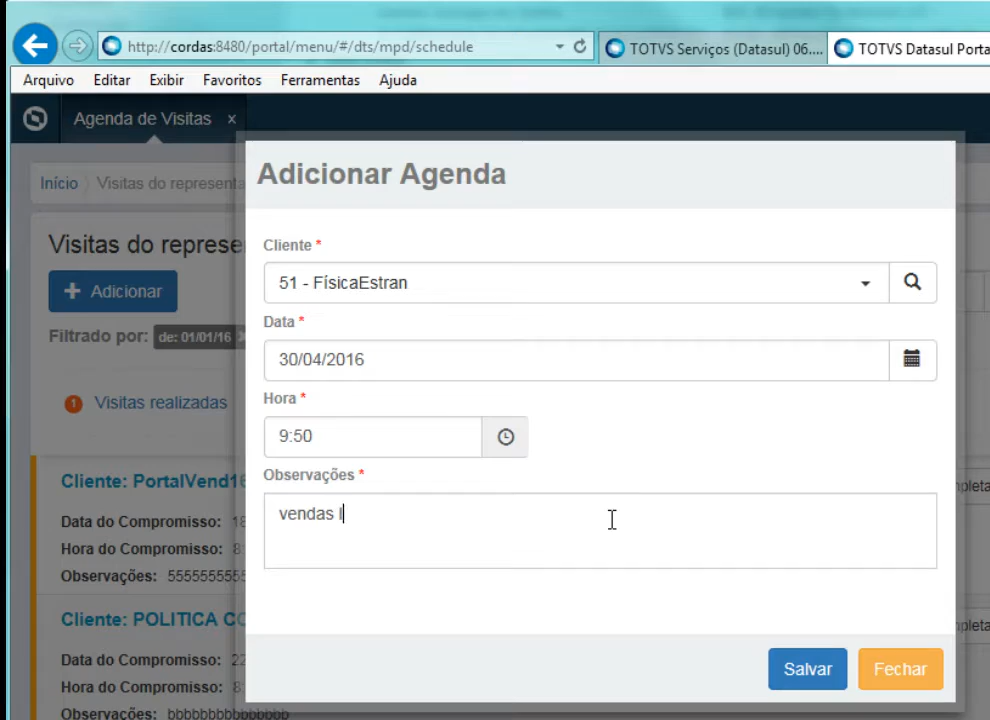 http://cordas:8480/portal/menu/#/dts/mpd/schedule
TOTVS Serviços (Datasul) 06....
TOTVS Datasul Porta
Arquivo Editar Exibir Favoritos Ferramentas Ajuda
Agenda de Visitas x
Início Visitas do representa
Adicionar Agenda
Visitas do represe
Adicionar
Filtrado por: de: 01/01/16
1 Visitas realizadas
Cliente *
51 - FísicaEstran
Data *
30/04/2016
Hora *
9:50
Observações *
vendas l
Salvar Fechar
Cliente: PortalVend16
Data do Compromisso: 18
Hora do Compromisso: 8
Observações: 5555555555
pleta
Cliente: POLITICA CO
Data do Compromisso: 22
Hora do Compromisso: 8
Observações: bbbbbbbbbbbbbbb
pleta